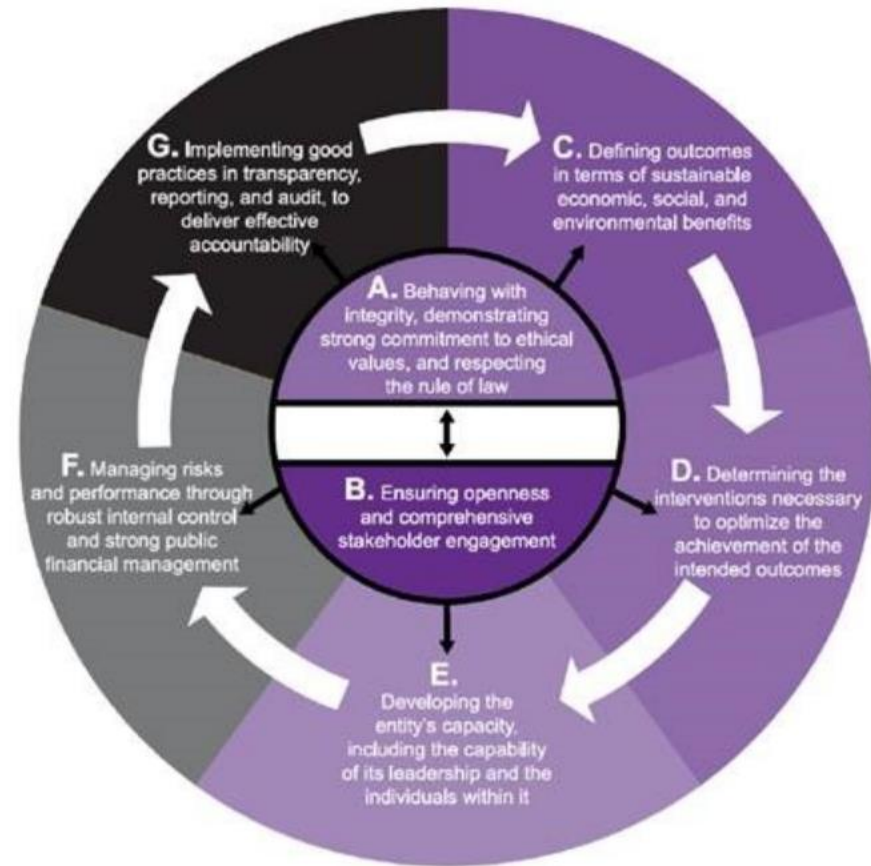 G. Implementing good
practices in transparency,
reporting, and audit, to
deliver effective
accountability
C. Defining outcomes
in terms of sustainable
economic, social, and
environmental benefits
A. Behaving with
integrity, demonstrating
strong commitment to ethical
values, and respecting
the rule of law
B. Ensuring openness
and comprehensive
stakeholder engagement
D. Determining the
interventions necessary
to optimize the
achievement of the
intended outcomes
E.
Developing the
entity's capacity,
including the capability
of its leadership and the
individuals within it
F. Managing risks
and performance through
robust internal control
and strong public
financial management